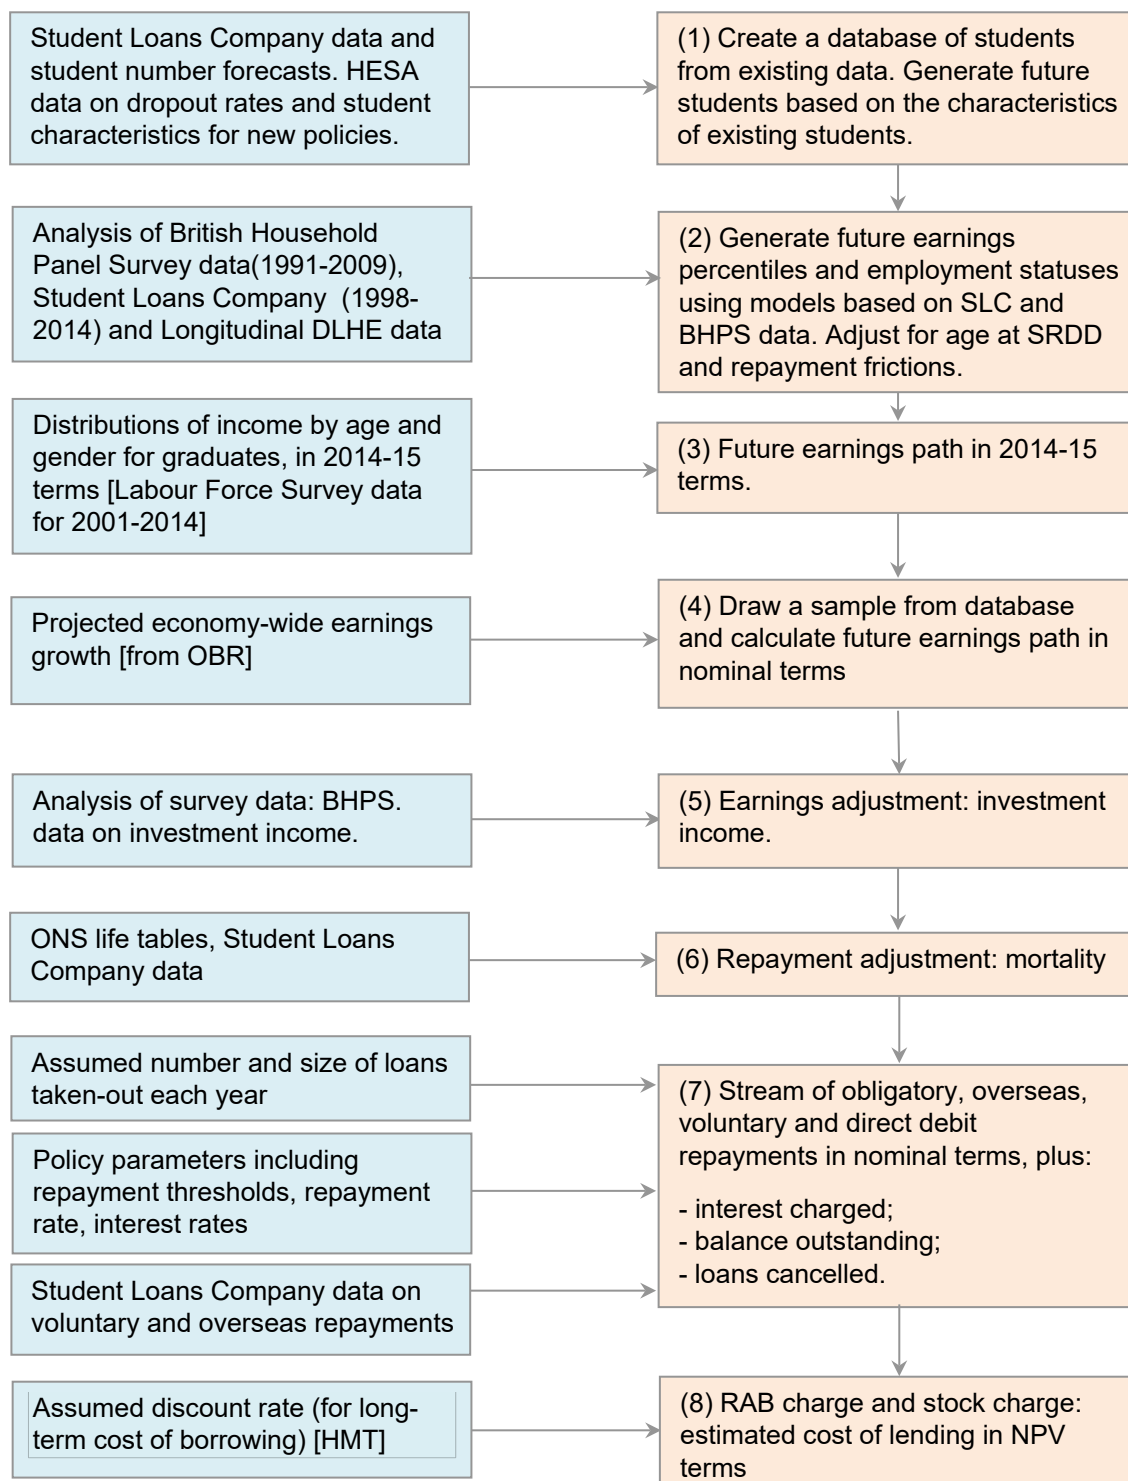 Student Loans Company data and
student number forecasts. HESA
data on dropout rates and student
characteristics for new policies.
(1) Create a database of students
from existing data. Generate future
students based on the characteristics
of existing students.
Analysis of British Household
Panel Survey data(1991-2009),
Student Loans Company (1998-
2014) and Longitudinal DLHE data
(2) Generate future earnings
percentiles and employment statuses
using models based on SLC and
BHPS data. Adjust for age at SRDD
and repayment frictions.
Distributions of income by age and
gender for graduates, in 2014-15
terms [Labour Force Survey data
for 2001-2014]
(3) Future earnings path in 2014-15
terms.
Projected economy-wide earnings
growth [from OBR]
(4) Draw a sample from database
and calculate future earnings path in
nominal terms
Analysis of survey data: BHPS.
data on investment income.
(5) Earnings adjustment: investment
income.
ONS life tables, Student Loans
Company data
(6) Repayment adjustment: mortality
Assumed number and size of loans
taken-out each year
Policy parameters including
repayment thresholds, repayment
rate, interest rates
Student Loans Company data on
voluntary and overseas repayments
(7) Stream of obligatory, overseas,
voluntary and direct debit
repayments in nominal terms, plus:
- interest charged;
- balance outstanding;
- loans cancelled.
Assumed discount rate (for long-
term cost of borrowing) [HMT]
(8) RAB charge and stock charge:
estimated cost of lending in NPV
terms